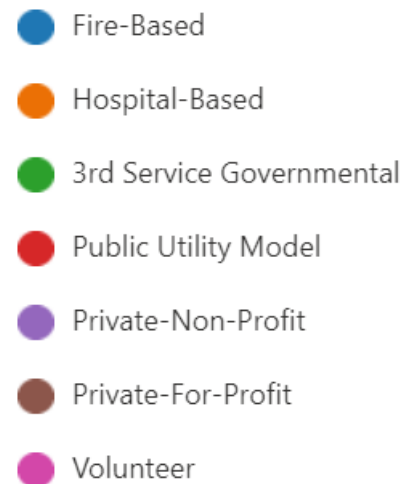 Fire-Based
Hospital-Based
3rd Service Governmental
Public Utility Model
Private-Non-Profit
Private-For-Profit
Volunteer